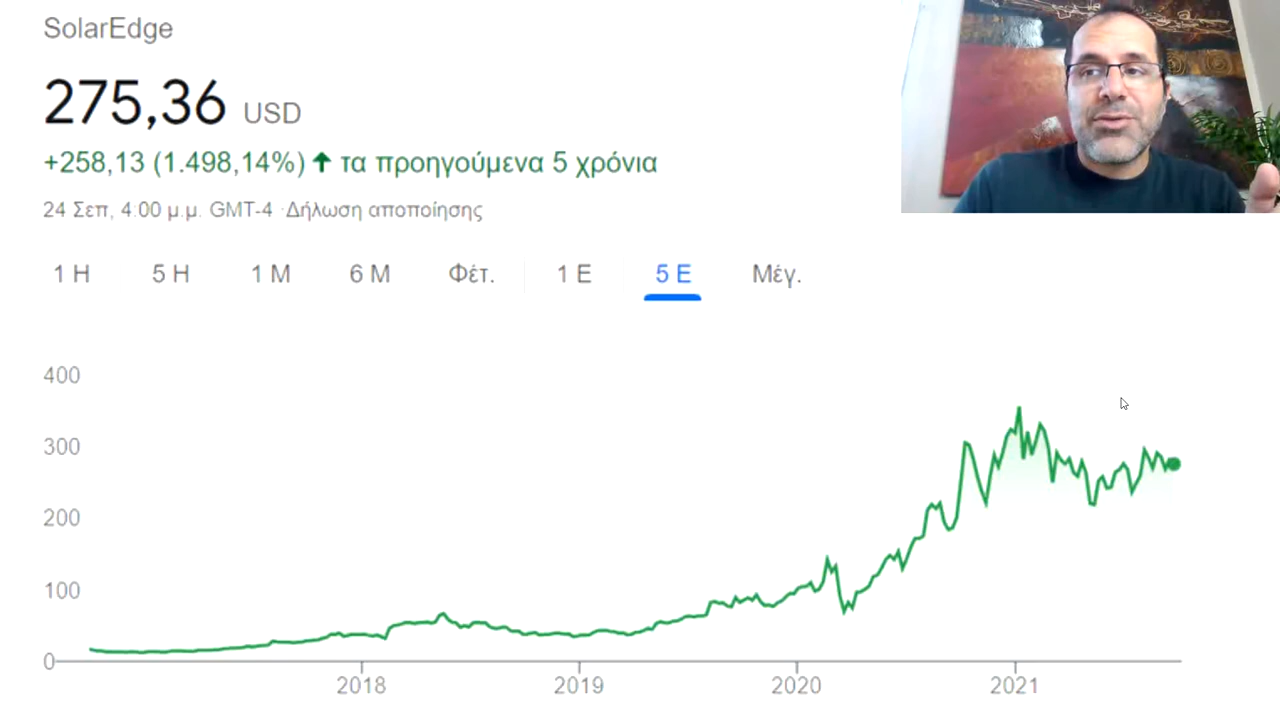 SolarEdge
275,36 USD
+258,13 (1.498,14%) ↑ τα προηγούμενα 5 χρόνια
24 Σεπ, 4:00 μ.μ. GMT-4 ·Δήλωση αποποίησης
1 Η 5 Η 1 Μ 6 Μ Φέτ. 1 Ε 5 Ε Μέγ.
400
300
200
100
0
2018 2019 2020 2021